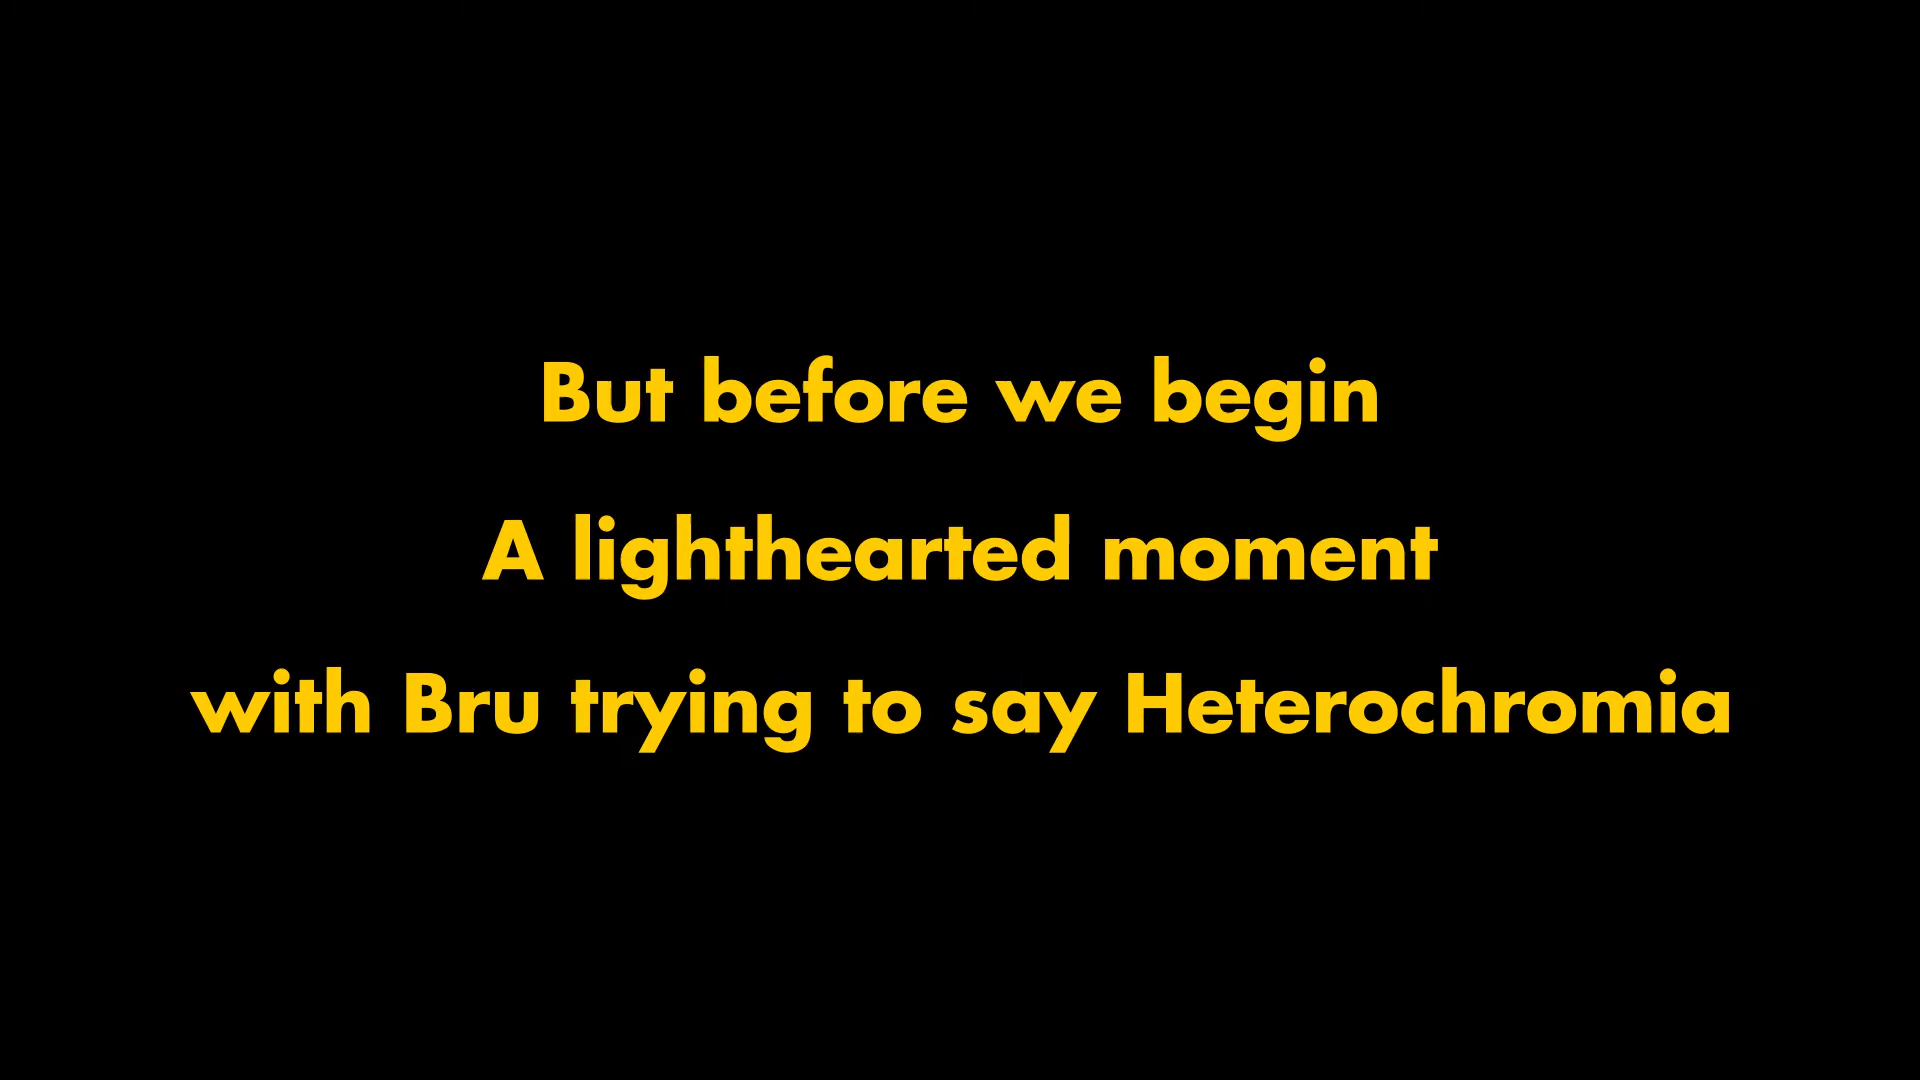 But before we begin
A lighthearted moment
with Bru trying to say Heterochromia